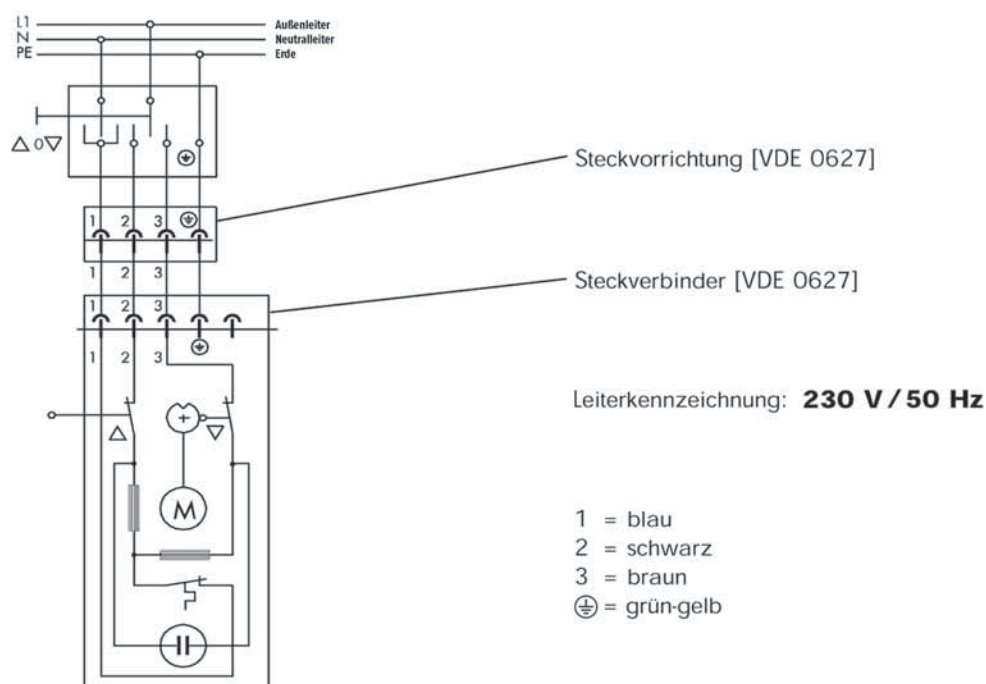 L1 Außenleiter
N Neutralleiter
PE Erde
△ 0 ▽
Steckvorrichtung [VDE 0627]
1 2 3
1 2 3
Steckverbinder [VDE 0627]
1 2 3
1 2 3
Leiterkennzeichnung: 230 V / 50 Hz
△ + ▽
M
1 = blau
2 = schwarz
3 = braun
⏚ = grün-gelb